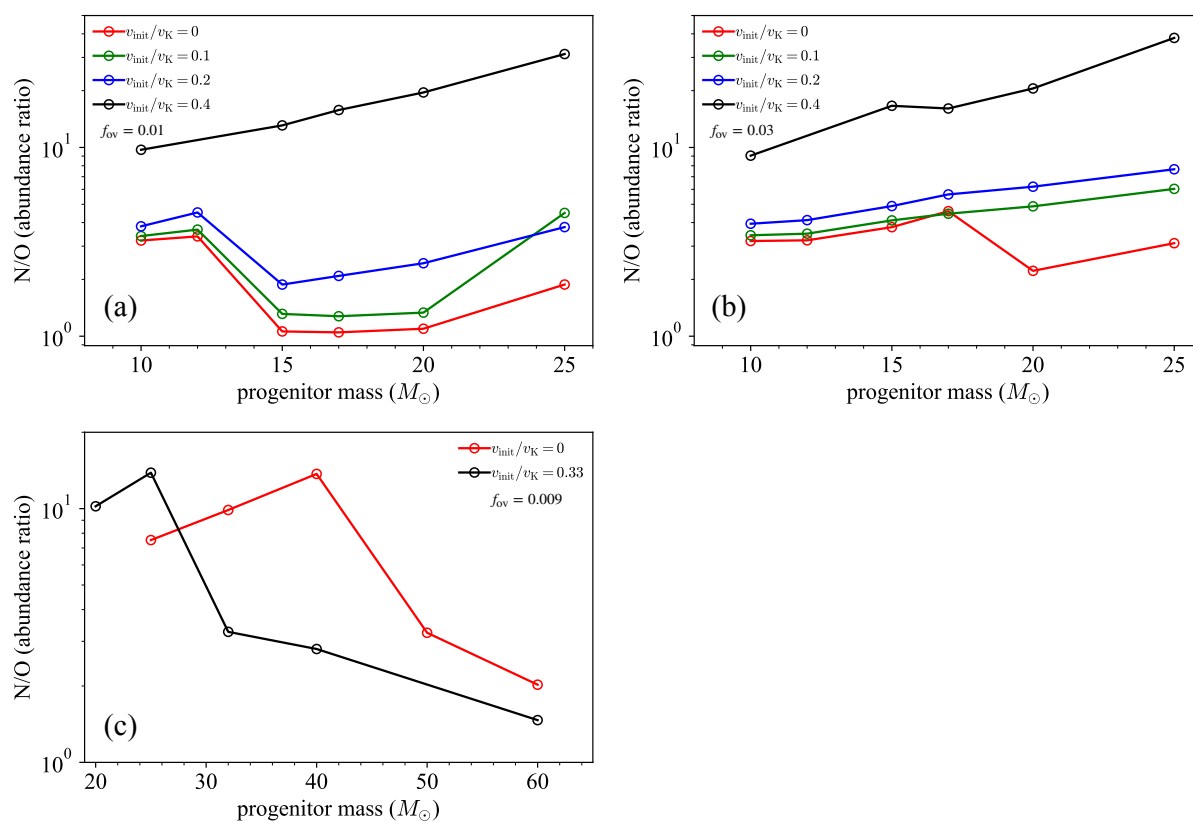 v_init/v_K = 0
v_init/v_K = 0.1
v_init/v_K = 0.2
v_init/v_K = 0.4
f_ov = 0.01
10^1
10^0
N/O (abundance ratio)
(a)
10 15 20 25
progenitor mass (M_⊙)
v_init/v_K = 0
v_init/v_K = 0.1
v_init/v_K = 0.2
v_init/v_K = 0.4
f_ov = 0.03
10^1
10^0
N/O (abundance ratio)
(b)
10 15 20 25
progenitor mass (M_⊙)
v_init/v_K = 0
v_init/v_K = 0.33
f_ov = 0.009
10^1
10^0
N/O (abundance ratio)
(c)
20 30 40 50 60
progenitor mass (M_⊙)